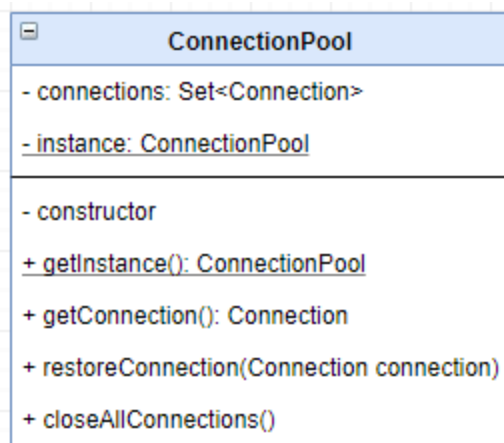 ConnectionPool
- connections: Set<Connection>
- instance: ConnectionPool
- constructor
+ getInstance(): ConnectionPool
+ getConnection(): Connection
+ restoreConnection(Connection connection)
+ closeAllConnections()